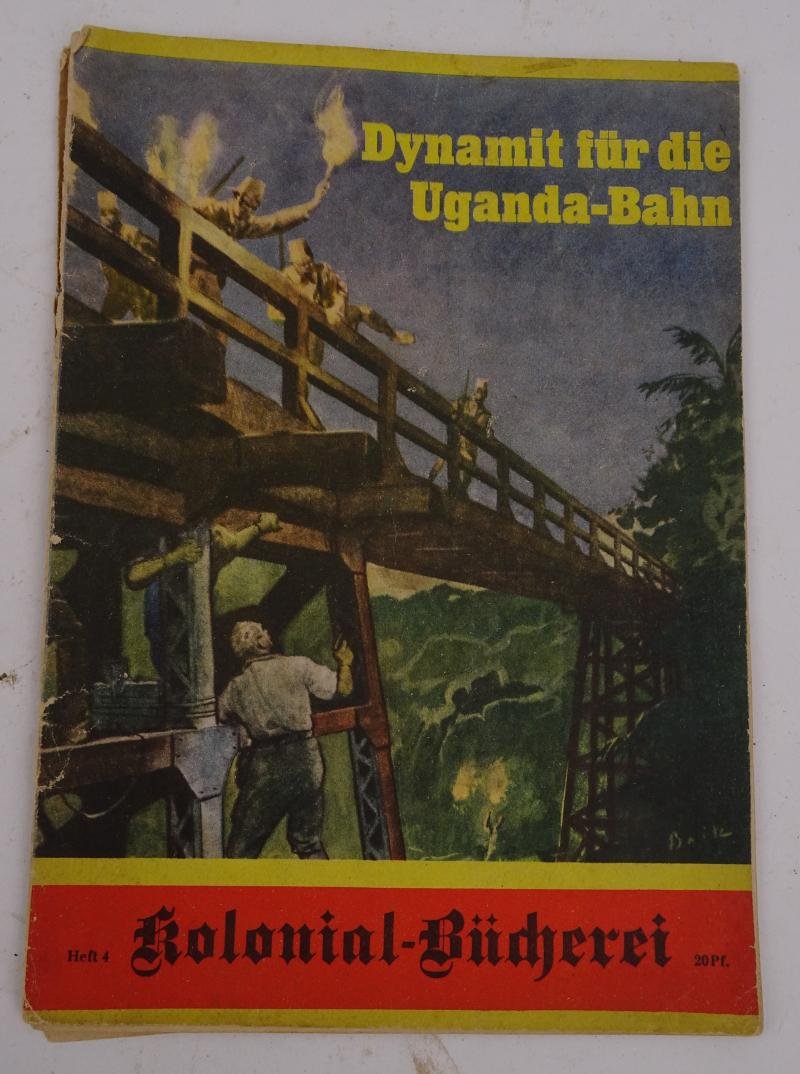 Dynamit für die
Uganda-Bahn
Heft 4
Kolonial-Bücherei
20 Pf.